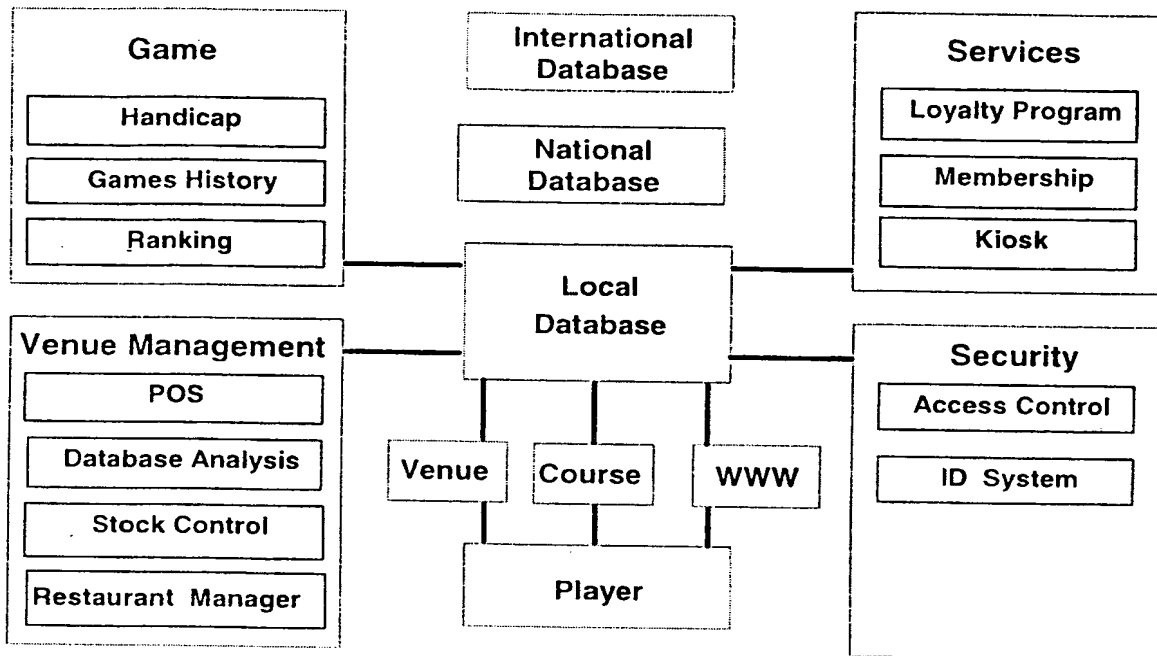 Game
Handicap
Games History
Ranking
International
Database
National
Database
Local
Database
Services
Loyalty Program
Membership
Kiosk
Venue Management
POS
Database Analysis
Stock Control
Restaurant Manager
Venue
Course
WWW
Player
Security
Access Control
ID System